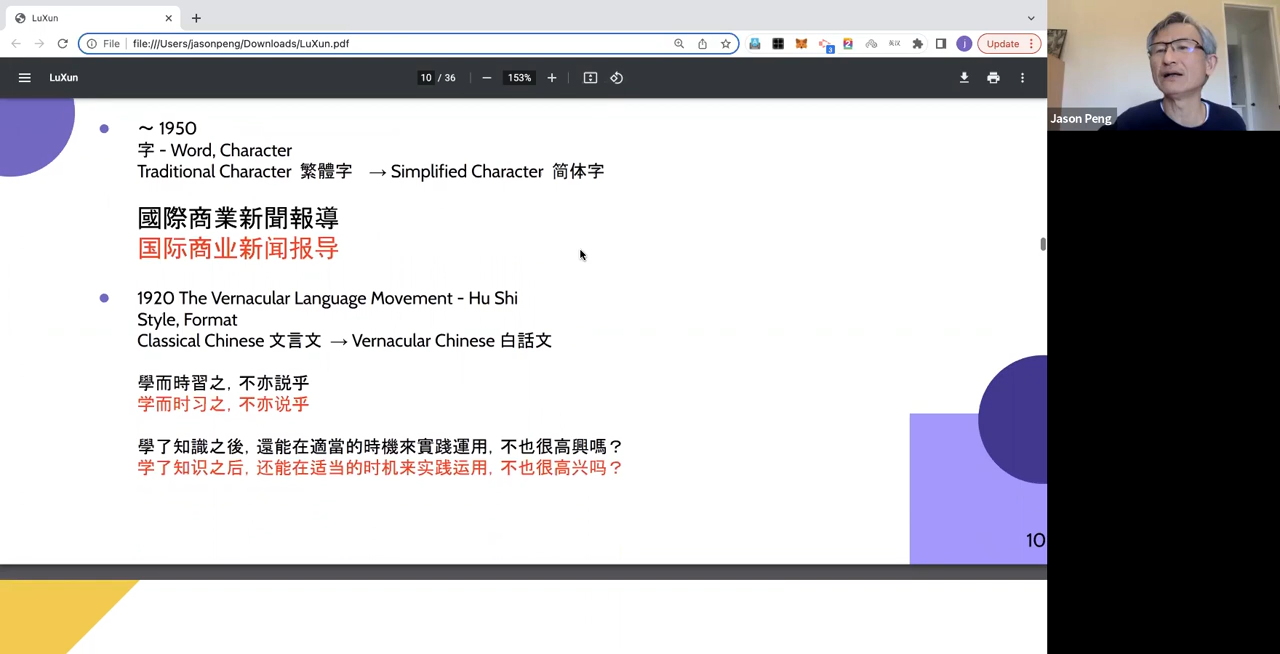 LuXun
File
file:///Users/jasonpeng/Downloads/LuXun.pdf
Update
LuXun
10 / 36
153%
Jason Peng
～ 1950
字 - Word, Character
Traditional Character 繁體字 → Simplified Character 简体字
國際商業新聞報導
国际商业新闻报导
1920 The Vernacular Language Movement - Hu Shi
Style, Format
Classical Chinese 文言文 → Vernacular Chinese 白話文
學而時習之, 不亦説乎
学而时习之, 不亦说乎
學了知識之後, 還能在適當的時機來實踐運用, 不也很高興嗎？
学了知识之后, 还能在适当的时机来实践运用, 不也很高兴吗？
10